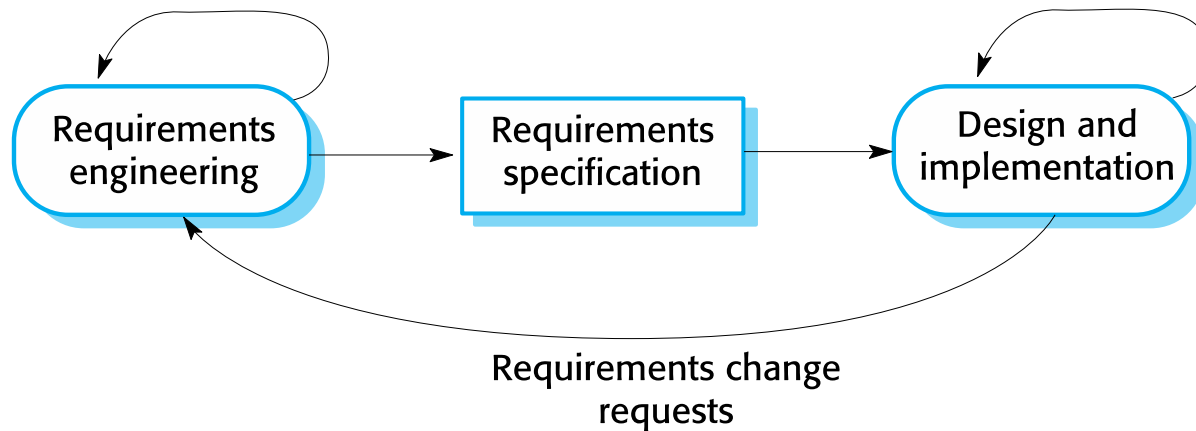 Requirements
engineering
Requirements
specification
Design and
implementation
Requirements change
requests